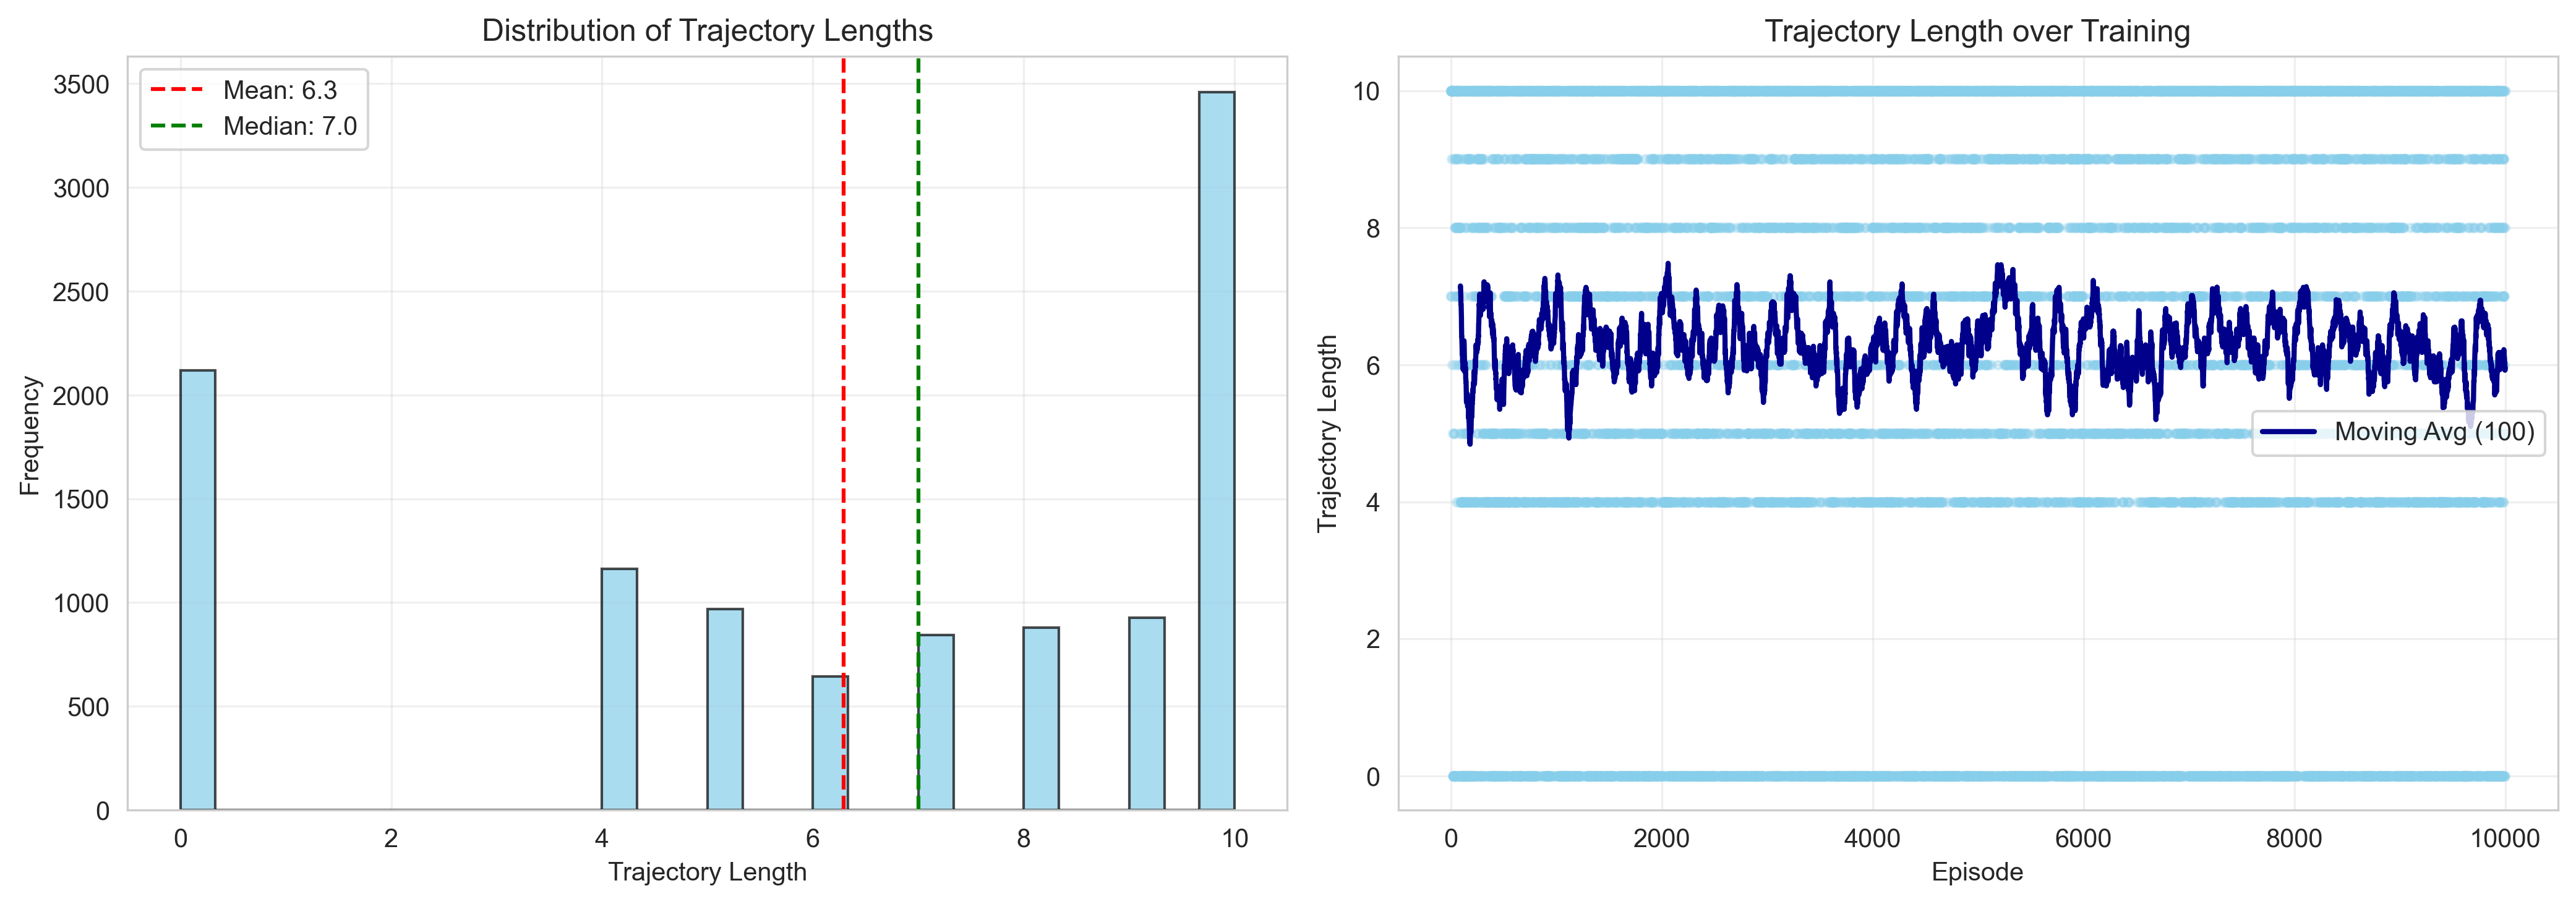 Distribution of Trajectory Lengths
Mean: 6.3
Median: 7.0
3500
3000
2500
2000
1500
1000
500
0
Frequency
0 2 4 6 8 10
Trajectory Length
Trajectory Length over Training
10
8
6
4
2
0
Trajectory Length
Moving Avg (100)
0 2000 4000 6000 8000 10000
Episode